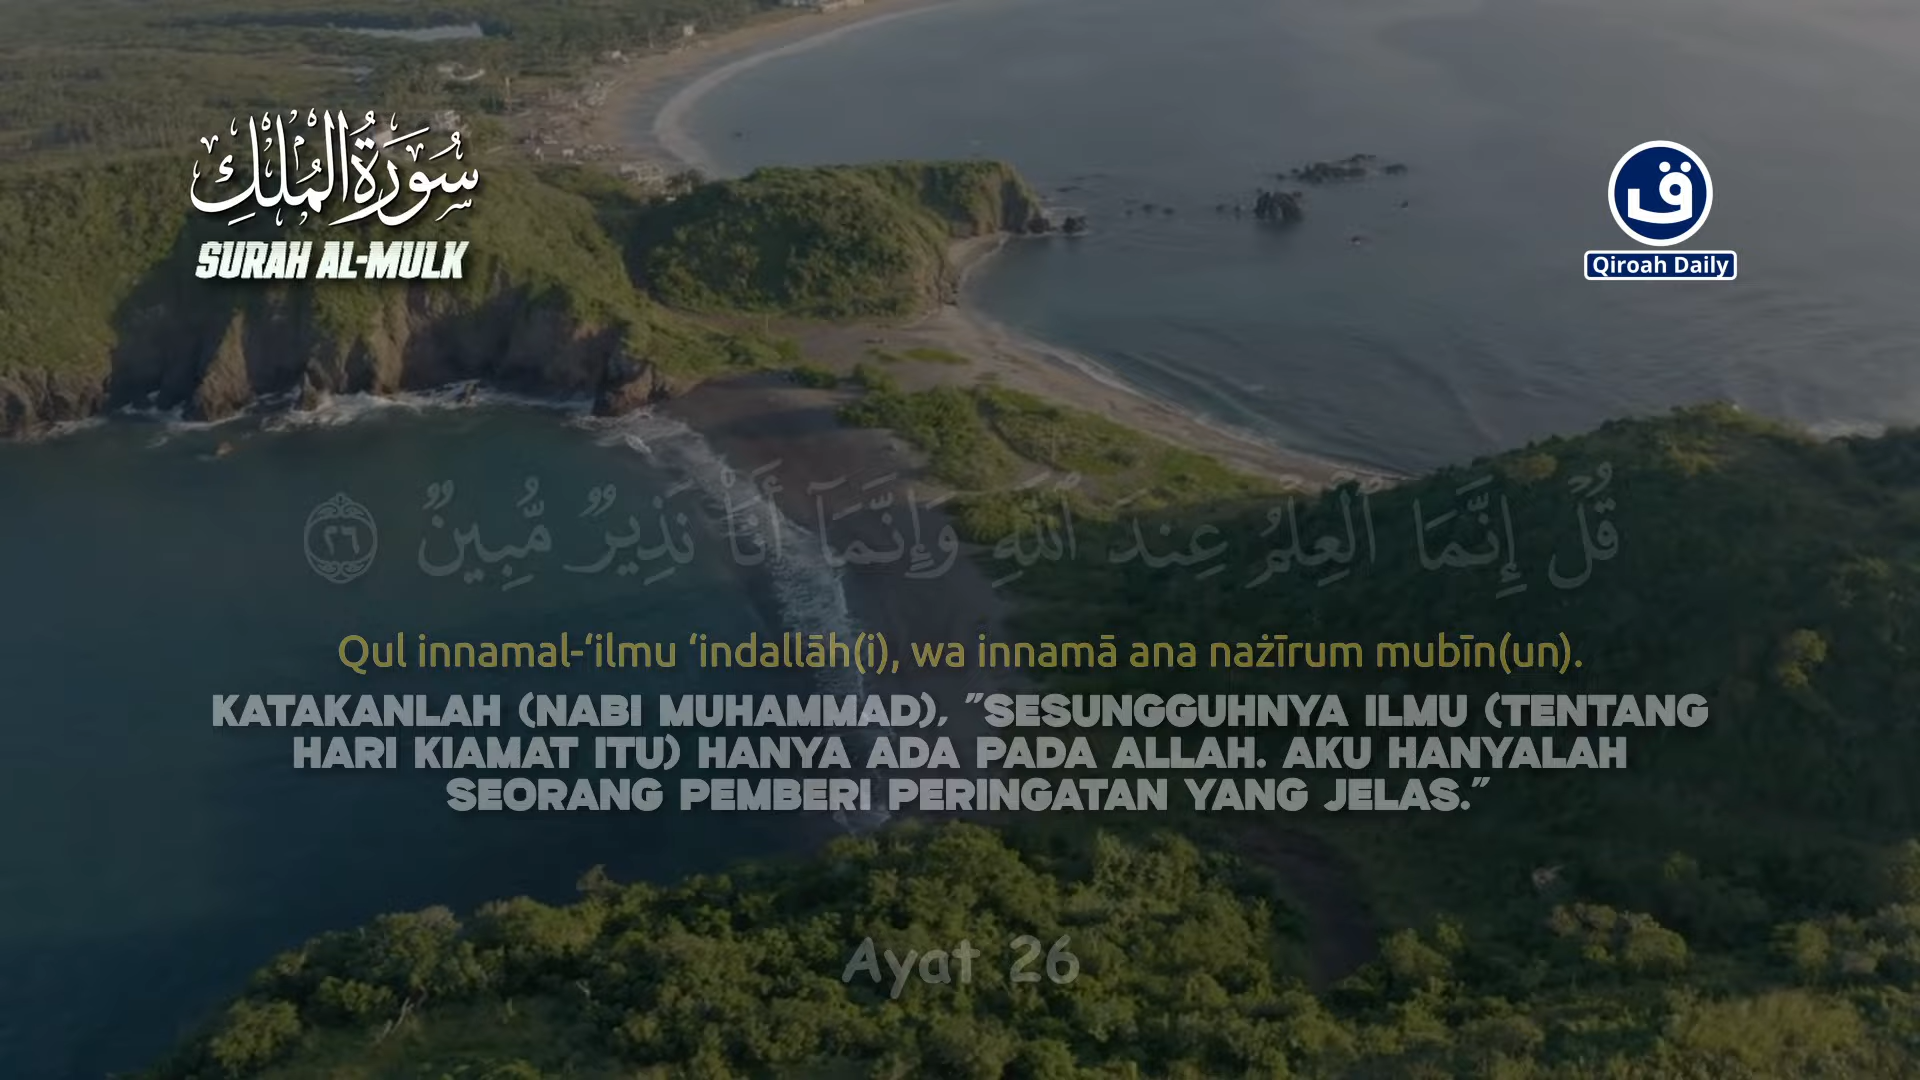 سُورَةُ الْمُلْكِ
SURAH AL-MULK
ق
Qiroah Daily
قُلْ إِنَّمَا ٱلْعِلْمُ عِندَ ٱللَّهِ وَإِنَّمَآ أَنَا۠ نَذِيرٌ مُّبِينٌ ٢٦
Qul innamal-‘ilmu ‘indallāh(i), wa innamā ana nażīrum mubīn(un).
KATAKANLAH (NABI MUHAMMAD), "SESUNGGUHNYA ILMU (TENTANG
HARI KIAMAT ITU) HANYA ADA PADA ALLAH. AKU HANYALAH
SEORANG PEMBERI PERINGATAN YANG JELAS."
Ayat 26